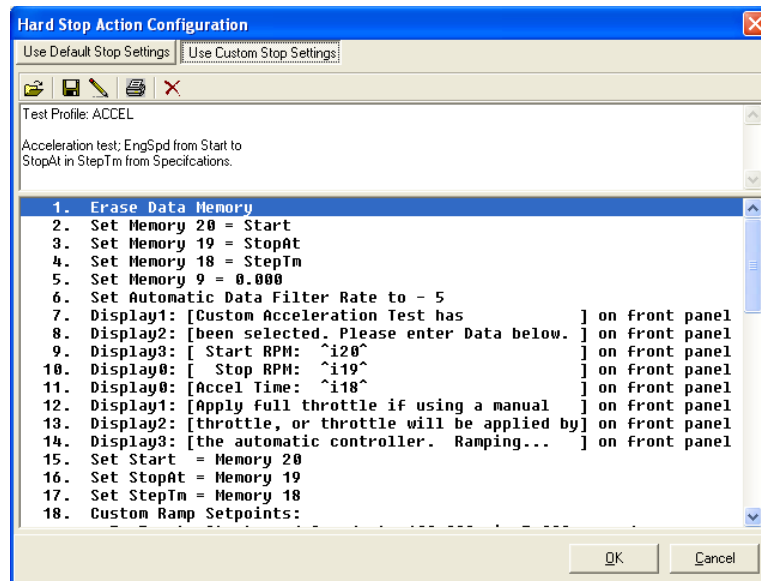 Hard Stop Action Configuration
Use Default Stop Settings Use Custom Stop Settings
Test Profile: ACCEL
Acceleration test; EngSpd from Start to
StopAt in StepTm from Specifcations.
1. Erase Data Memory
2. Set Memory 20 = Start
3. Set Memory 19 = StopAt
4. Set Memory 18 = StepTm
5. Set Memory 9 = 0.000
6. Set Automatic Data Filter Rate to - 5
7. Display1: [Custom Acceleration Test has ] on front panel
8. Display2: [been selected. Please enter Data below. ] on front panel
9. Display3: [ Start RPM: ^i20^ ] on front panel
10. Display0: [ Stop RPM: ^i19^ ] on front panel
11. Display0: [Accel Time: ^i18^ ] on front panel
12. Display1: [Apply full throttle if using a manual ] on front panel
13. Display2: [throttle, or throttle will be applied by] on front panel
14. Display3: [the automatic controller. Ramping... ] on front panel
15. Set Start = Memory 20
16. Set StopAt = Memory 19
17. Set StepTm = Memory 18
18. Custom Ramp Setpoints:
OK Cancel